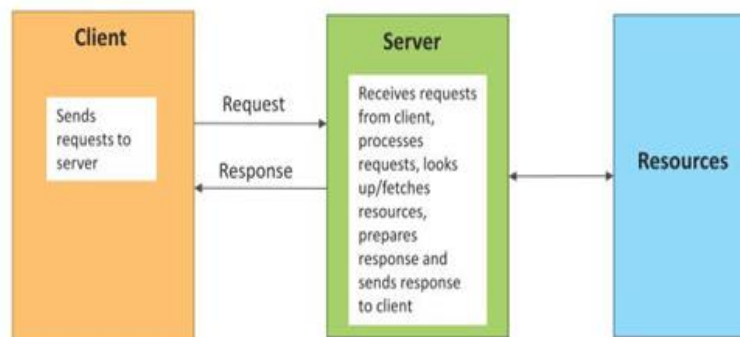 Client
Sends
requests to
server
Request
Response
Server
Receives requests
from client,
processes
requests, looks
up/fetches
resources,
prepares
response and
sends response
to client
Resources